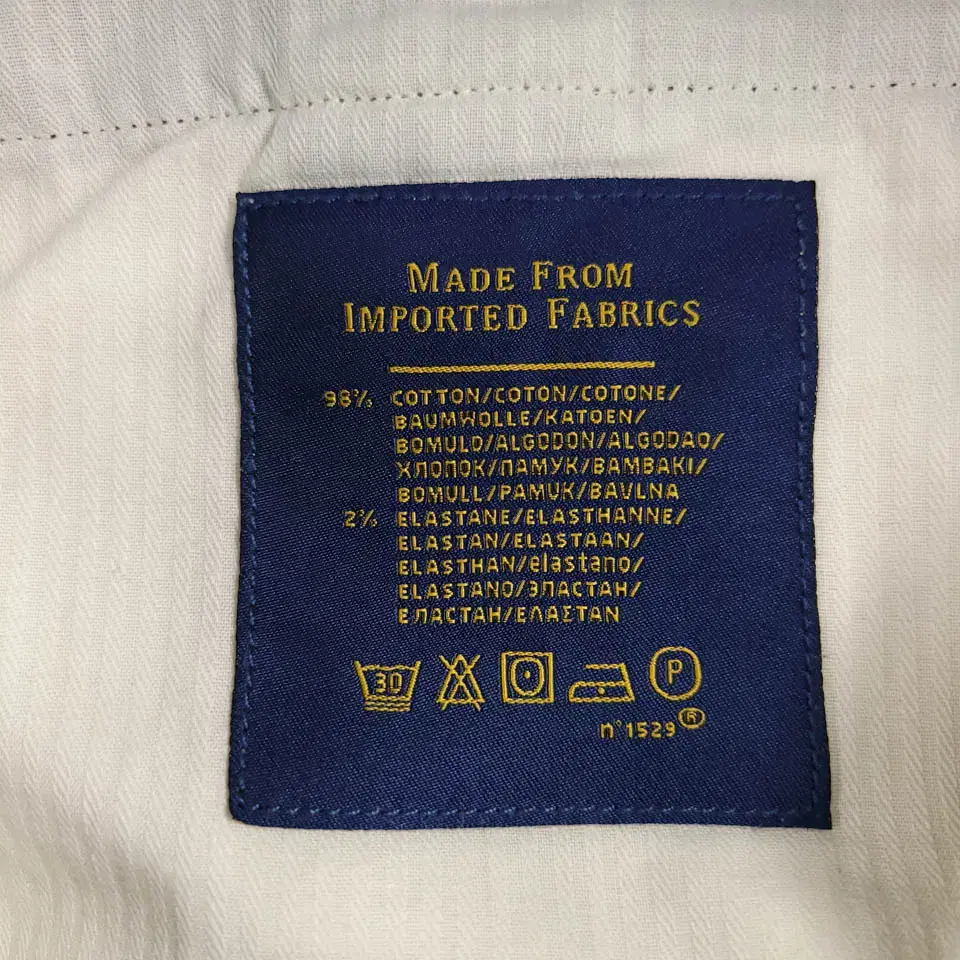 MADE FROM
IMPORTED FABRICS
98% COTTON/COTON/COTONE/
BAUMWOLLE/KATOEN/
BOMULD/ALGODON/ALGODAO/
ХЛОПОК/ПАМУК/BAMBAKI/
BOMULL/PAMUK/BAVLNA
2% ELASTANE/ELASTHANNE/
ELASTAN/ELASTAAN/
ELASTHAN/elastano/
ELASTANO/ЭЛАСТАН/
ЕЛАСТАН/ΕΛΑΣΤΑΝ
30 P
n°1529®